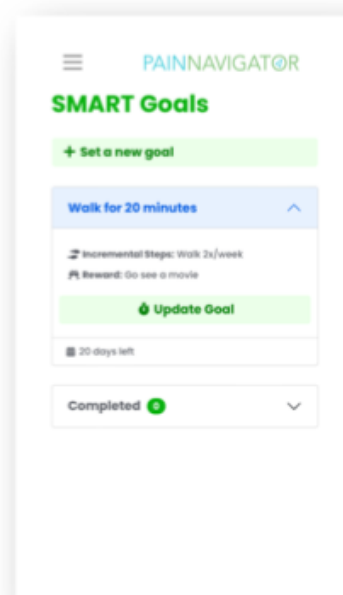 PAINNAVIGATOR
SMART Goals
+ Set a new goal
Walk for 20 minutes
Incremental Steps: Walk 2x/week
Reward: Go see a movie
Update Goal
20 days left
Completed 0